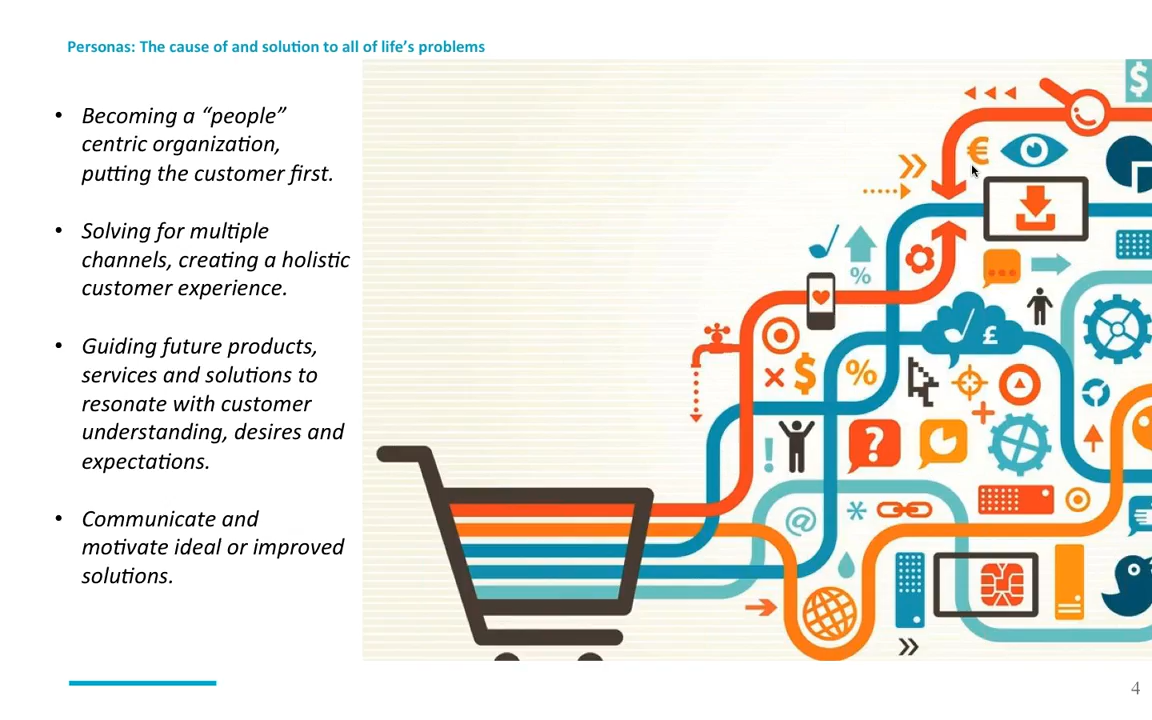 Personas: The cause of and solution to all of life's problems
• Becoming a “people”
centric organization,
putting the customer first.
• Solving for multiple
channels, creating a holistic
customer experience.
• Guiding future products,
services and solutions to
resonate with customer
understanding, desires and
expectations.
• Communicate and
motivate ideal or improved
solutions.
$
€
%
£
$
%
!
?
@
*
4